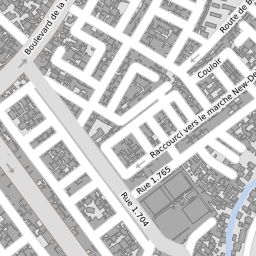 Boulevard de la
Route de B
Couloir
Raccourci vers le marche New-De
Rue 1.765
Rue 1.704